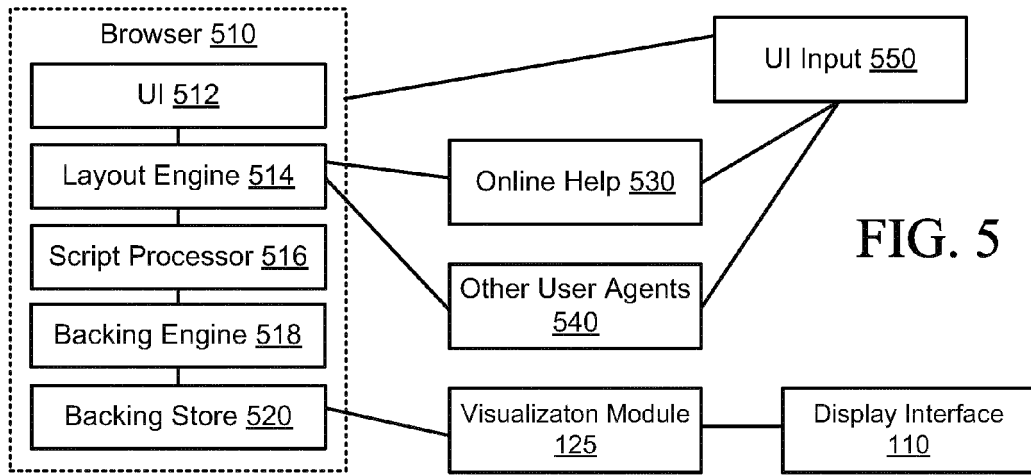 Browser 510
UI 512
Layout Engine 514
Script Processor 516
Backing Engine 518
Backing Store 520
UI Input 550
Online Help 530
Other User Agents
540
Visualizaton Module
125
Display Interface
110
FIG. 5